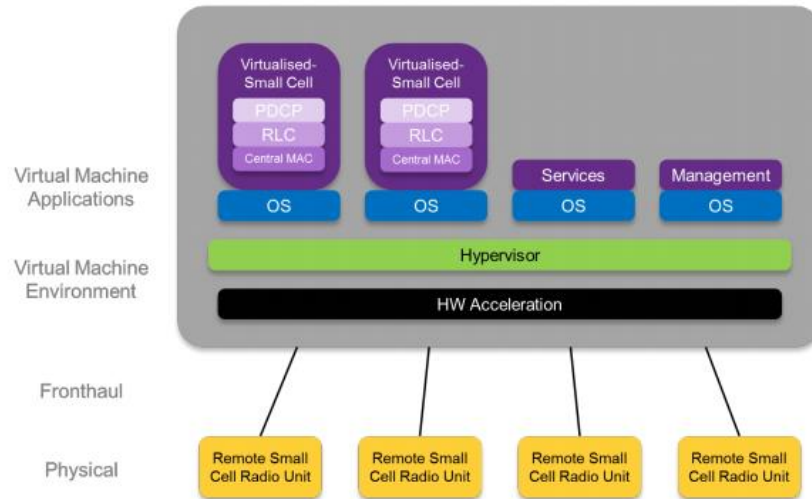 Virtualised-
Small Cell
PDCP
RLC
Central MAC
OS
Virtualised-
Small Cell
PDCP
RLC
Central MAC
OS
Services
OS
Management
OS
Virtual Machine
Applications
Hypervisor
Virtual Machine
Environment
HW Acceleration
Fronthaul
Physical
Remote Small
Cell Radio Unit
Remote Small
Cell Radio Unit
Remote Small
Cell Radio Unit
Remote Small
Cell Radio Unit